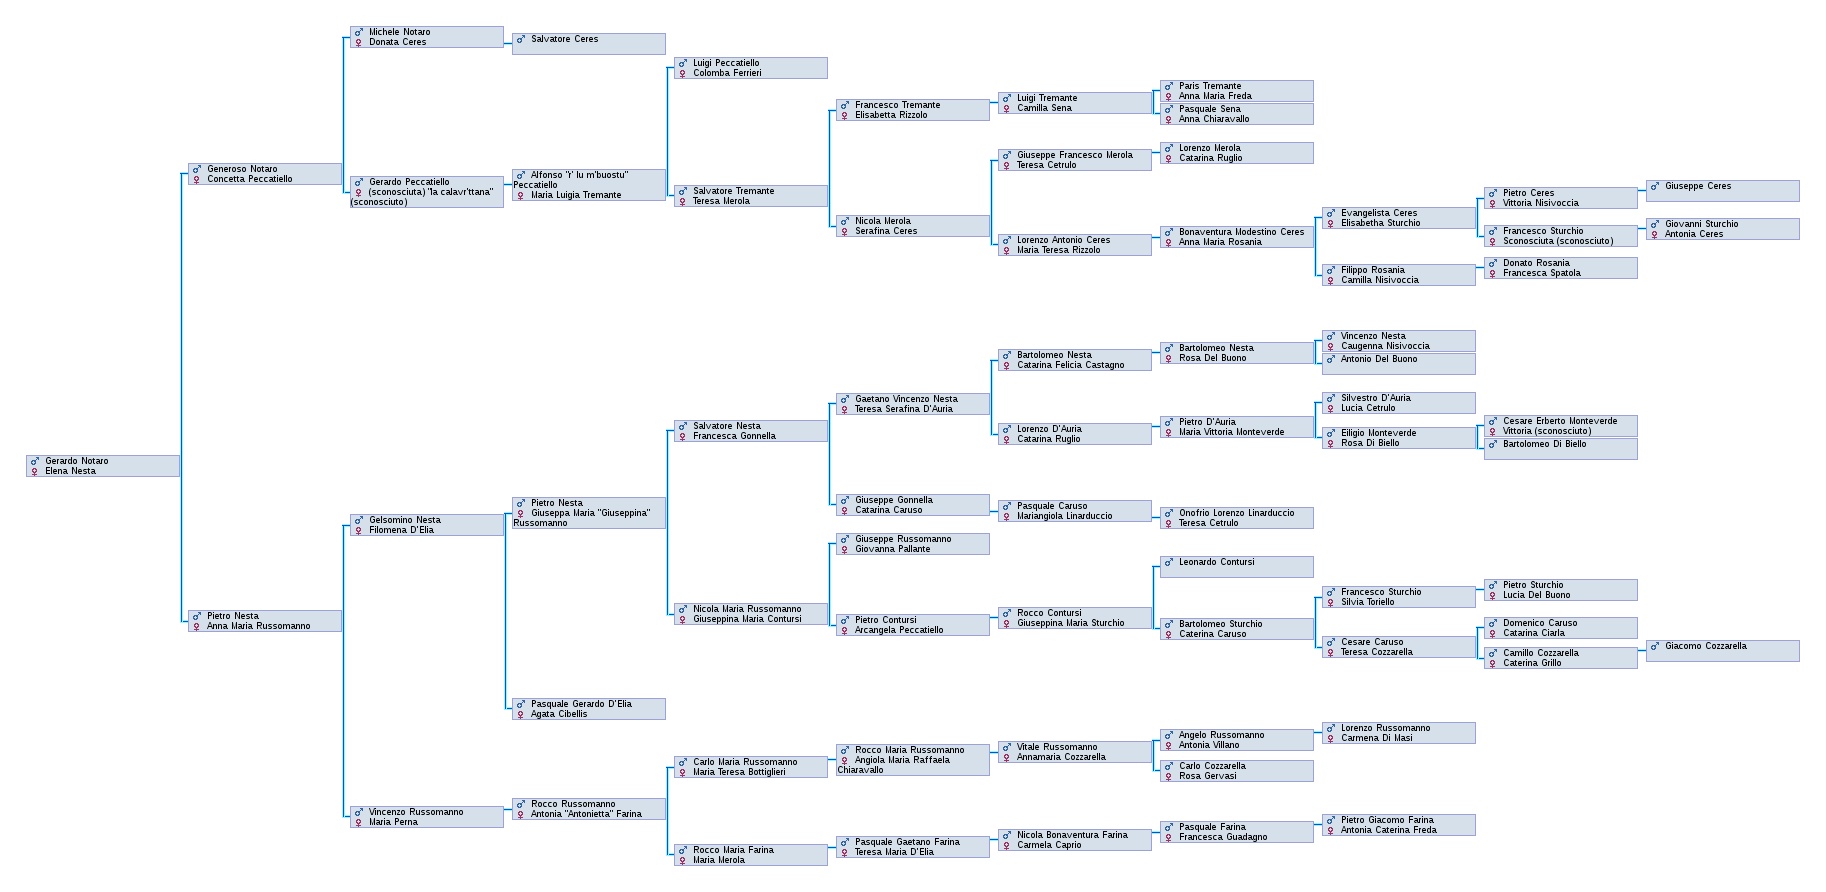 Gerardo Notaro
Elena Nesta
Generoso Notaro
Concetta Peccatiello
Pietro Nesta
Anna Maria Russomanno
Michele Notaro
Donata Ceres
Gerardo Peccatiello
(sconosciuta) "la calavr'ttana"
(sconosciuto)
Gelsomino Nesta
Filomena D'Elia
Vincenzo Russomanno
Maria Perna
Salvatore Ceres
Alfonso "r' lu m'buostu"
Peccatiello
Maria Luigia Tremante
Pietro Nesta
Giuseppa Maria "Giuseppina"
Russomanno
Pasquale Gerardo D'Elia
Agata Cibellis
Rocco Russomanno
Antonia "Antonietta" Farina
Luigi Peccatiello
Colomba Ferrieri
Salvatore Tremante
Teresa Merola
Salvatore Nesta
Francesca Gonnella
Nicola Maria Russomanno
Giuseppina Maria Contursi
Carlo Maria Russomanno
Maria Teresa Bottiglieri
Rocco Maria Farina
Maria Merola
Francesco Tremante
Elisabetta Rizzolo
Nicola Merola
Serafina Ceres
Gaetano Vincenzo Nesta
Teresa Serafina D'Auria
Giuseppe Gonnella
Catarina Caruso
Giuseppe Russomanno
Giovanna Pallante
Pietro Contursi
Arcangela Peccatiello
Rocco Maria Russomanno
Angiola Maria Raffaela
Chiaravallo
Pasquale Gaetano Farina
Teresa Maria D'Elia
Luigi Tremante
Camilla Sena
Giuseppe Francesco Merola
Teresa Cetrulo
Lorenzo Antonio Ceres
Maria Teresa Rizzolo
Bartolomeo Nesta
Catarina Felicia Castagno
Lorenzo D'Auria
Catarina Ruglio
Pasquale Caruso
Mariangiola Linarduccio
Rocco Contursi
Giuseppina Maria Sturchio
Vitale Russomanno
Annamaria Cozzarella
Nicola Bonaventura Farina
Carmela Caprio
Paris Tremante
Anna Maria Freda
Pasquale Sena
Anna Chiaravallo
Lorenzo Merola
Catarina Ruglio
Bonaventura Modestino Ceres
Anna Maria Rosania
Bartolomeo Nesta
Rosa Del Buono
Pietro D'Auria
Maria Vittoria Monteverde
Onofrio Lorenzo Linarduccio
Teresa Cetrulo
Leonardo Contursi
Bartolomeo Sturchio
Caterina Caruso
Angelo Russomanno
Antonia Villano
Carlo Cozzarella
Rosa Gervasi
Pasquale Farina
Francesca Guadagno
Evangelista Ceres
Elisabetha Sturchio
Filippo Rosania
Camilla Nisivoccia
Vincenzo Nesta
Caugenna Nisivoccia
Antonio Del Buono
Silvestro D'Auria
Lucia Cetrulo
Eiligio Monteverde
Rosa Di Biello
Francesco Sturchio
Silvia Toriello
Cesare Caruso
Teresa Cozzarella
Lorenzo Russomanno
Carmena Di Masi
Pietro Giacomo Farina
Antonia Caterina Freda
Pietro Ceres
Vittoria Nisivoccia
Francesco Sturchio
Sconosciuta (sconosciuto)
Donato Rosania
Francesca Spatola
Cesare Erberto Monteverde
Vittoria (sconosciuto)
Bartolomeo Di Biello
Pietro Sturchio
Lucia Del Buono
Domenico Caruso
Catarina Ciarla
Camillo Cozzarella
Caterina Grillo
Giuseppe Ceres
Giovanni Sturchio
Antonia Ceres
Giacomo Cozzarella